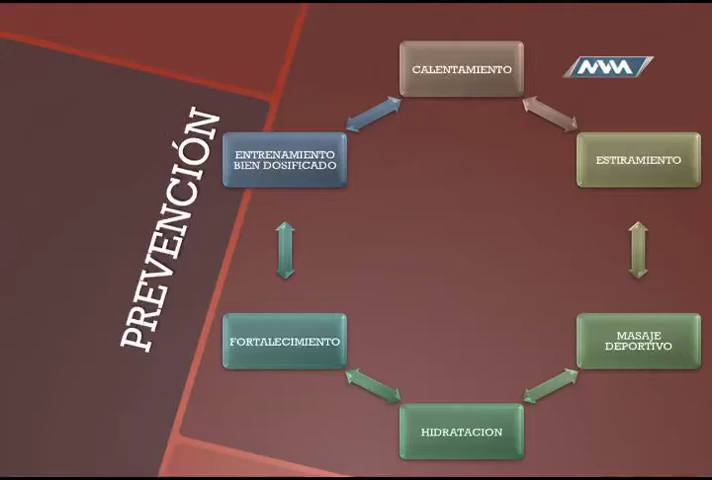 PREVENCIÓN
CALENTAMIENTO
ESTIRAMIENTO
MASAJE
DEPORTIVO
HIDRATACION
FORTALECIMIENTO
ENTRENAMIENTO
BIEN DOSIFICADO